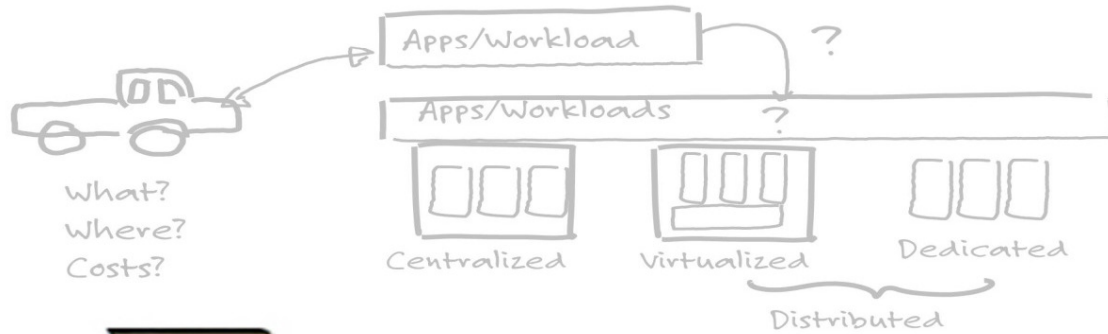 Apps/Workload
?
Apps/Workloads
?
What?
Where?
Costs?
Centralized
Virtualized
Dedicated
Distributed